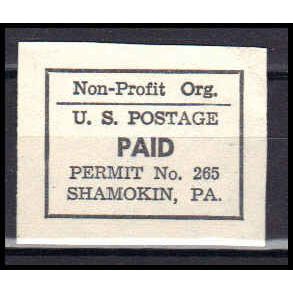 Non-Profit Org.
U. S. POSTAGE
PAID
PERMIT No. 265
SHAMOKIN, PA.